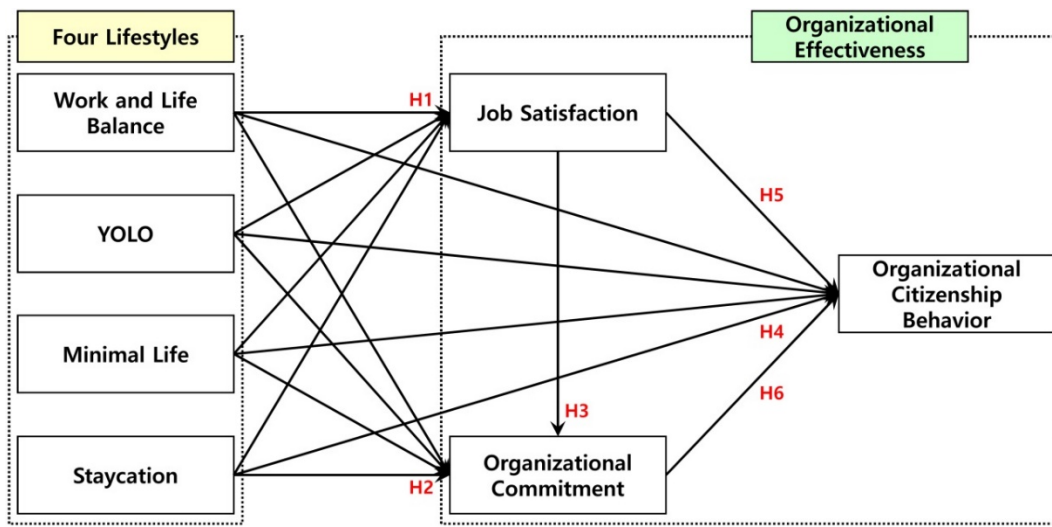 Four Lifestyles
Organizational
Effectiveness
Work and Life
Balance
H1
Job Satisfaction
YOLO
H5
Organizational
Citizenship
Behavior
Minimal Life
H4
H6
H3
Staycation
H2
Organizational
Commitment